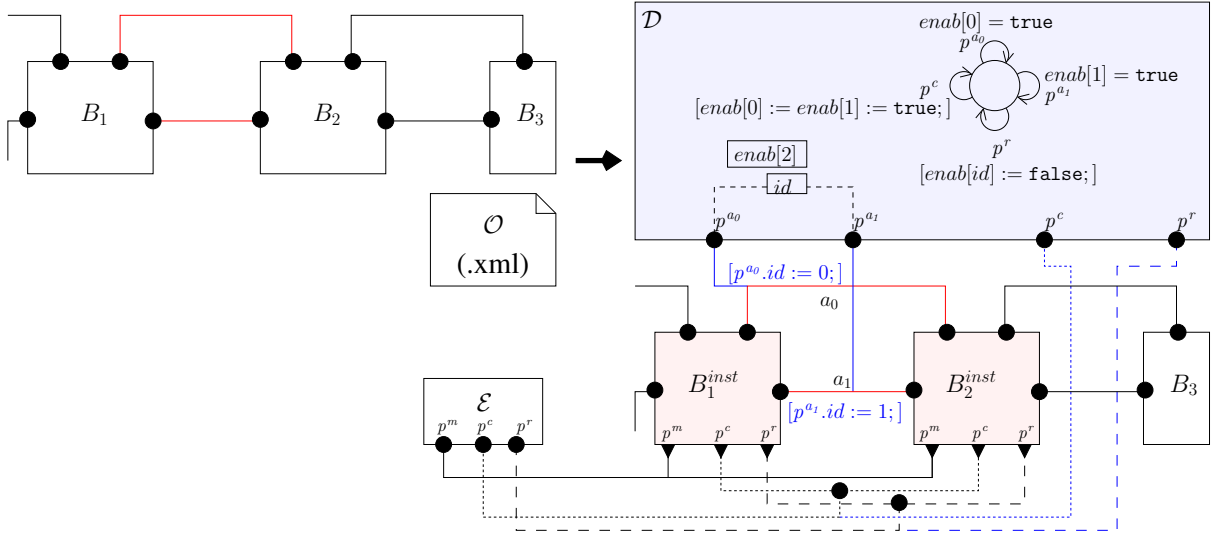 B₁
B₂
B₃
𝒪
(.xml)
𝒟
enab[0] = true
p^{a₀}
enab[1] = true
p^{a₁}
p^c
[enab[0] := enab[1] := true; ]
p^r
[enab[id] := false; ]
enab[2]
id
p^{a₀}
p^{a₁}
p^c
p^r
[p^{a₀}.id := 0; ]
a₀
a₁
[p^{a₁}.id := 1; ]
B₁^{inst}
p^m p^c p^r
B₂^{inst}
p^m p^c p^r
B₃
ℰ
p^m p^c p^r